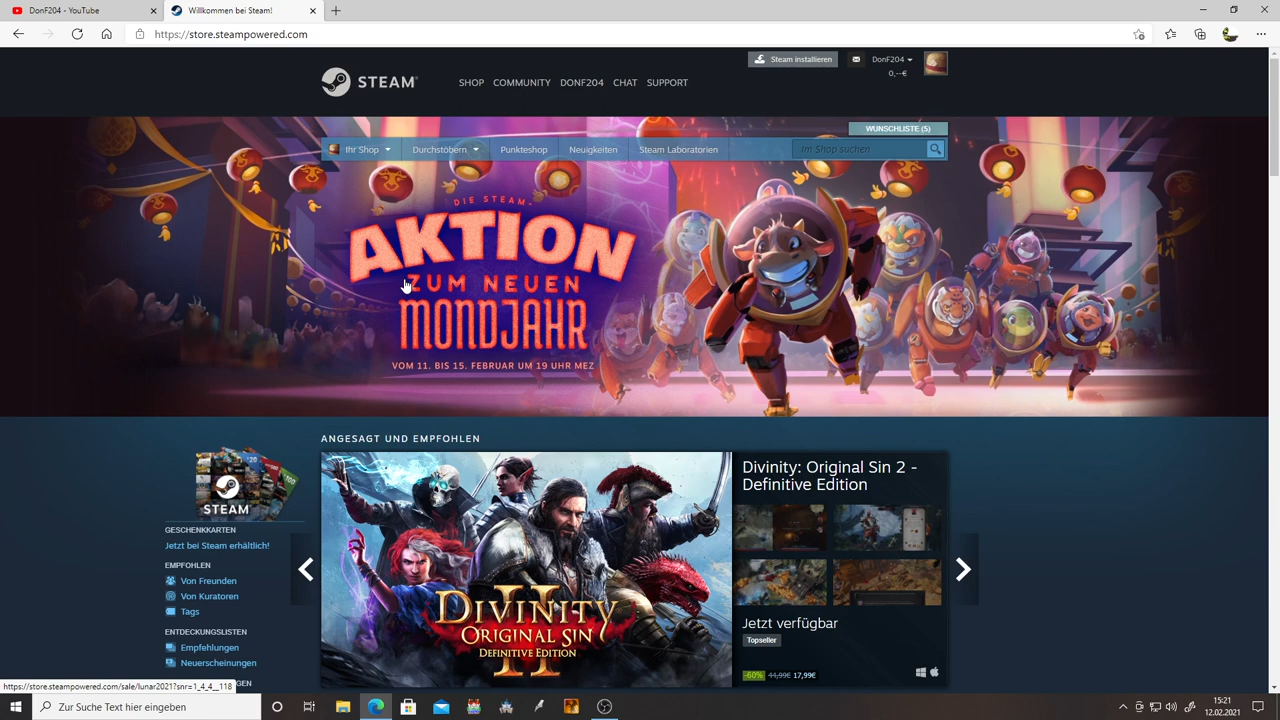 DonF204 - YouTube
Willkommen bei Steam!
https://store.steampowered.com
Steam installieren
DonF204
0,--€
STEAM
SHOP COMMUNITY DONF204 CHAT SUPPORT
WUNSCHLISTE (5)
Ihr Shop Durchstöbern Punkteshop Neuigkeiten Steam Laboratorien Im Shop suchen
DIE STEAM-
AKTION
ZUM NEUEN
MONDJAHR
VOM 11. BIS 15. FEBRUAR UM 19 UHR MEZ
ANGESAGT UND EMPFOHLEN
STEAM
GESCHENKKARTEN
Jetzt bei Steam erhältlich!
EMPFOHLEN
Von Freunden
Von Kuratoren
Tags
ENTDECKUNGSLISTEN
Empfehlungen
Neuerscheinungen
DIVINITY
ORIGINAL SIN
II
DEFINITIVE EDITION
Divinity: Original Sin 2 -
Definitive Edition
Jetzt verfügbar
Topseller
-60% 44,99€ 17,99€
https://store.steampowered.com/sale/lunar2021?snr=1_4_4__118
Zur Suche Text hier eingeben
15:21
12.02.2021